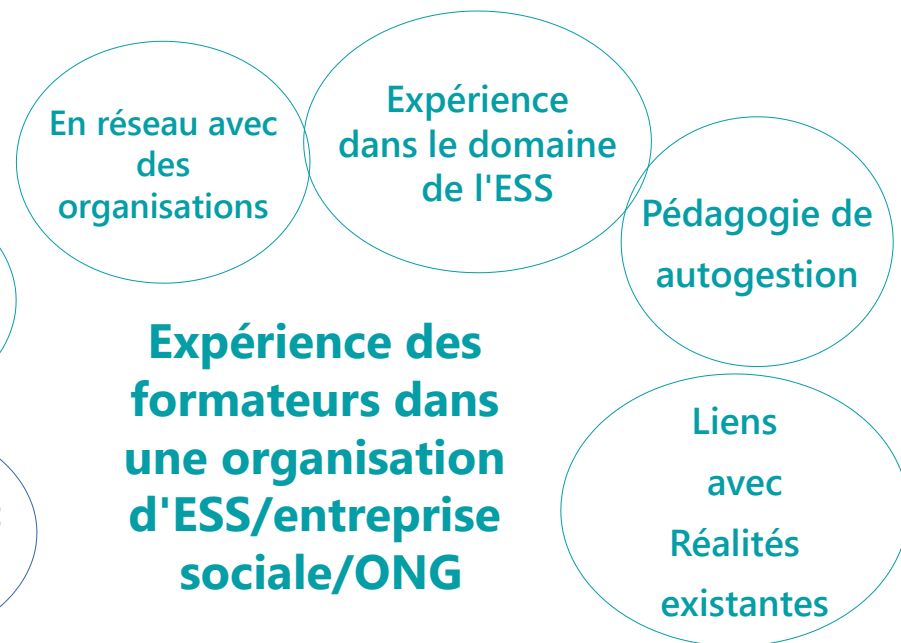 En réseau avec
des
organisations
Expérience
dans le domaine
de l'ESS
Pédagogie de
autogestion
Expérience des
formateurs dans
une organisation
d'ESS/entreprise
sociale/ONG
Liens
avec
Réalités
existantes